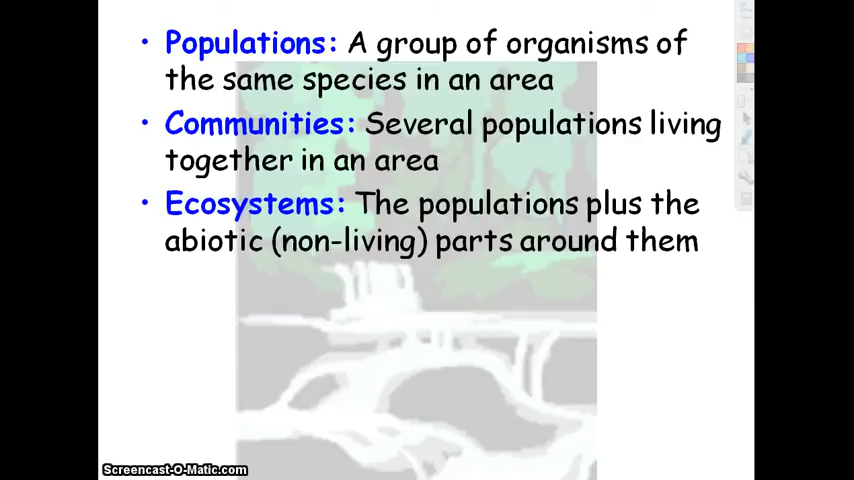 • Populations: A group of organisms of
the same species in an area
• Communities: Several populations living
together in an area
• Ecosystems: The populations plus the
abiotic (non-living) parts around them
Screencast-O-Matic.com